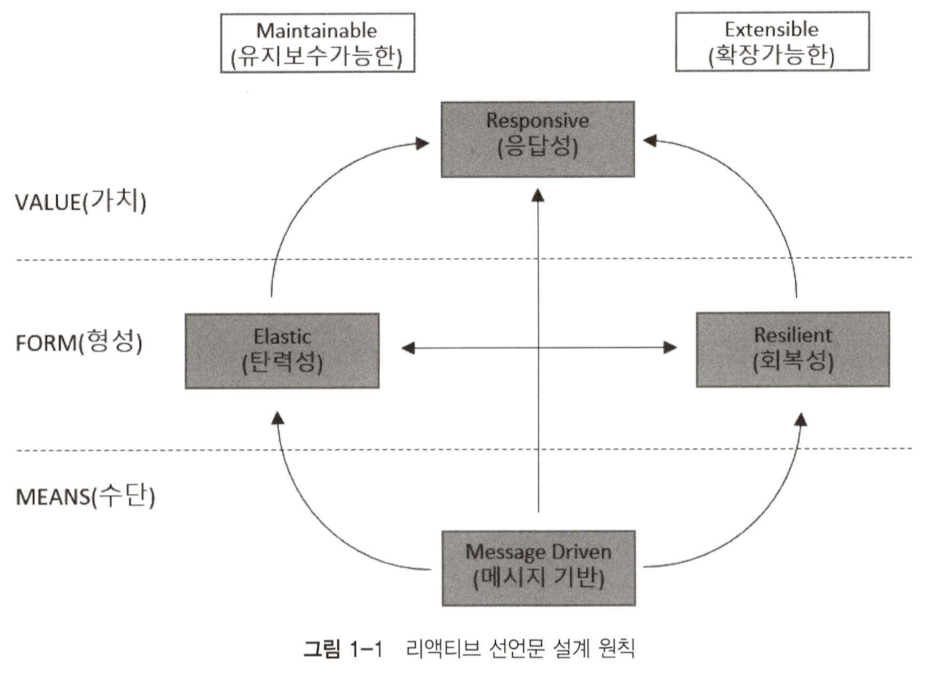 Maintainable
(유지보수가능한)
Extensible
(확장가능한)
Responsive
(응답성)
VALUE(가치)
FORM(형성)
Elastic
(탄력성)
Resilient
(회복성)
MEANS(수단)
Message Driven
(메시지 기반)
그림 1-1 리액티브 선언문 설계 원칙